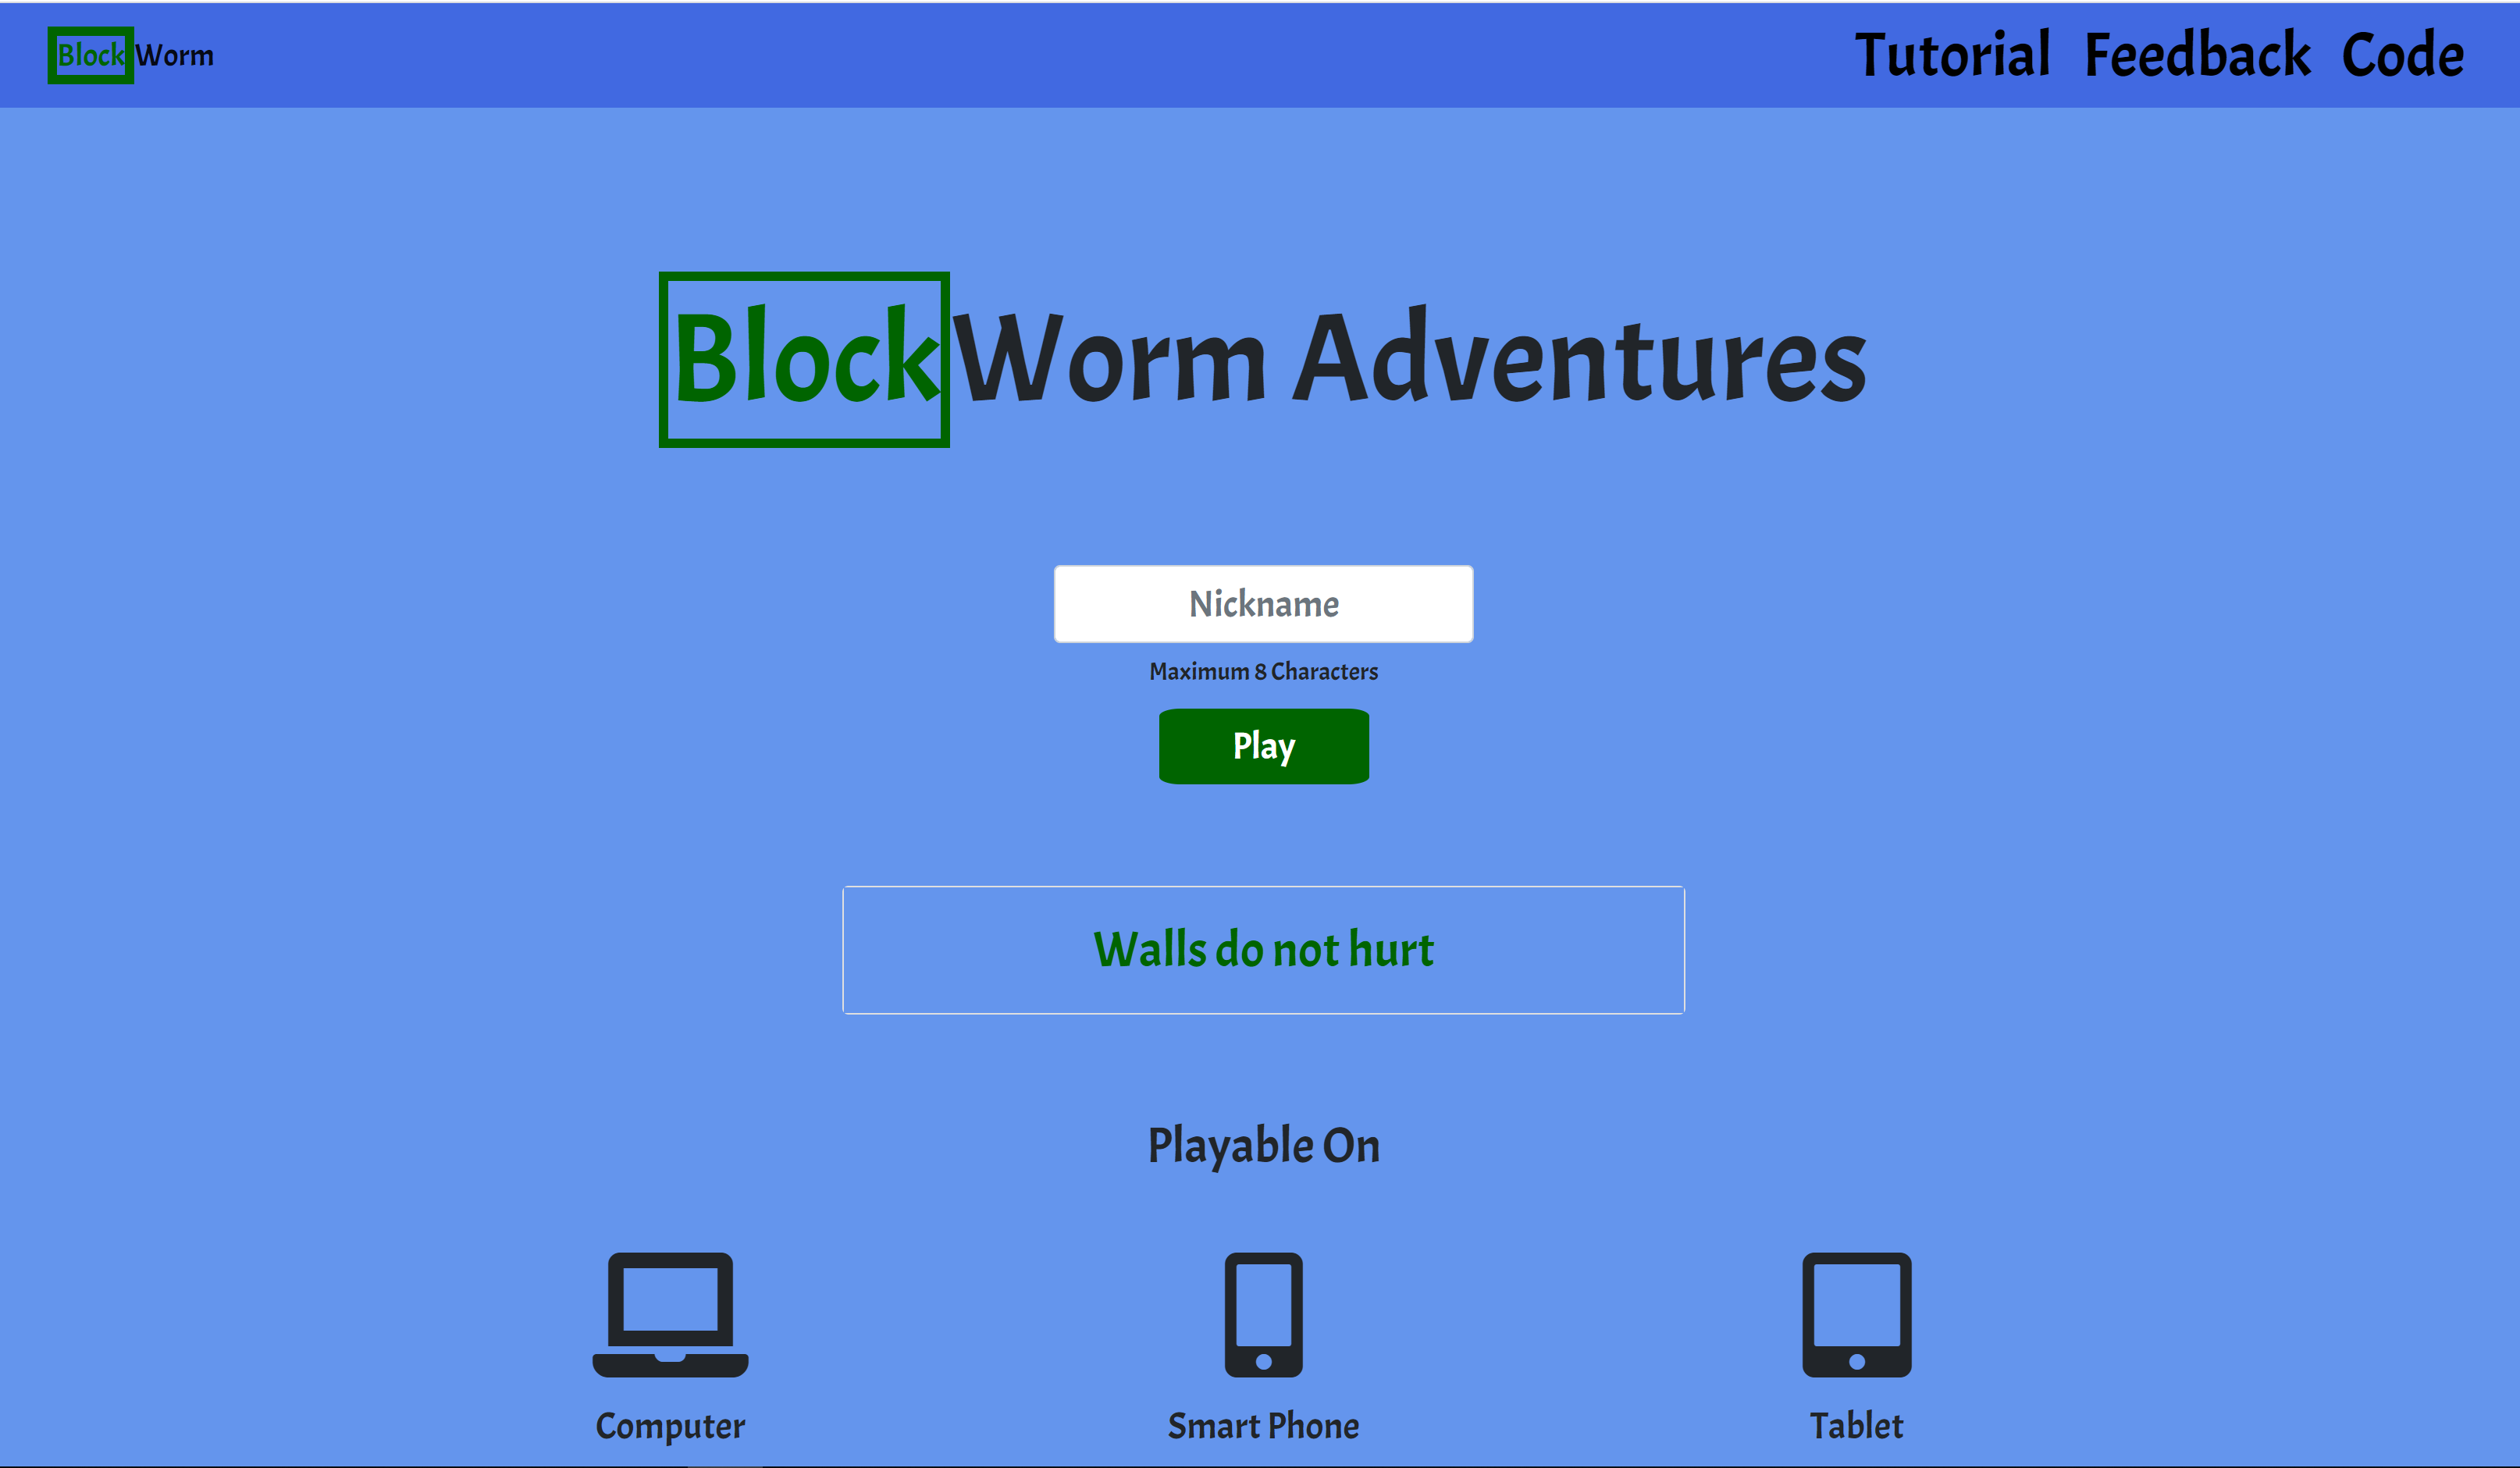 BlockWorm
Tutorial Feedback Code
BlockWorm Adventures
Nickname
Maximum 8 Characters
Play
Walls do not hurt
Playable On
Computer
Smart Phone
Tablet